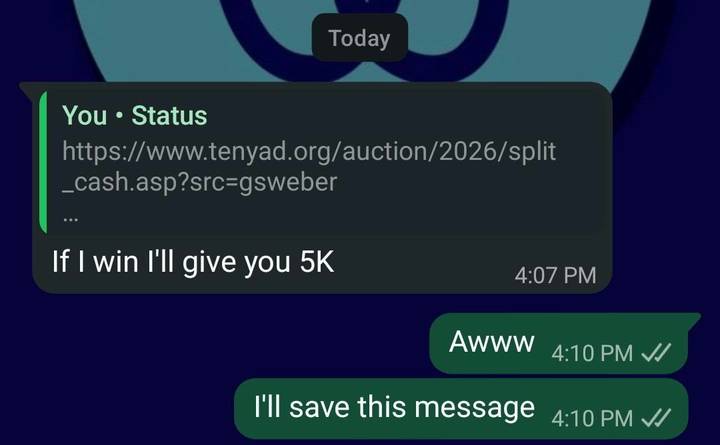 Today
You • Status
https://www.tenyad.org/auction/2026/split
_cash.asp?src=gsweber
...
If I win I'll give you 5K
4:07 PM
Awww
4:10 PM
I'll save this message
4:10 PM